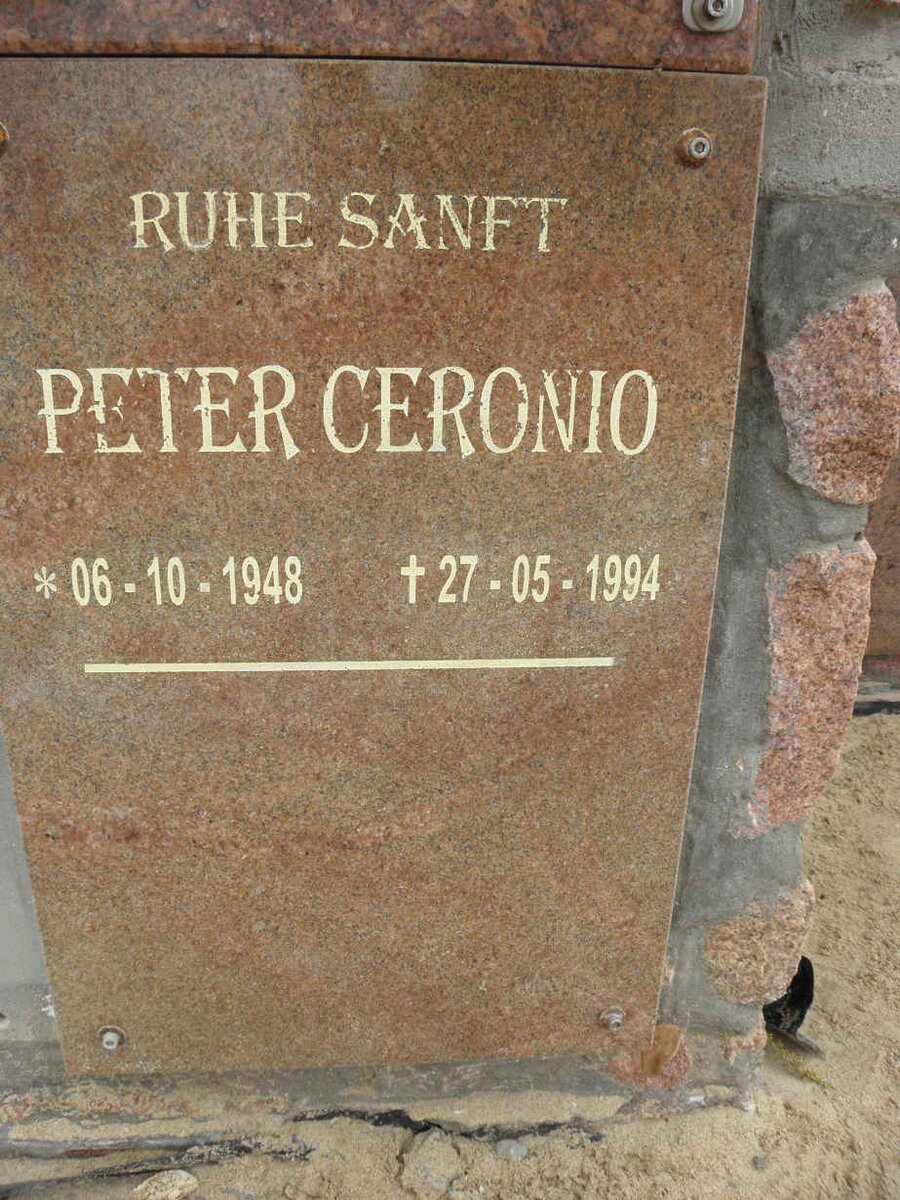 RUHE SANFT
PETER CERONIO
* 06 - 10 - 1948 † 27 - 05 - 1994